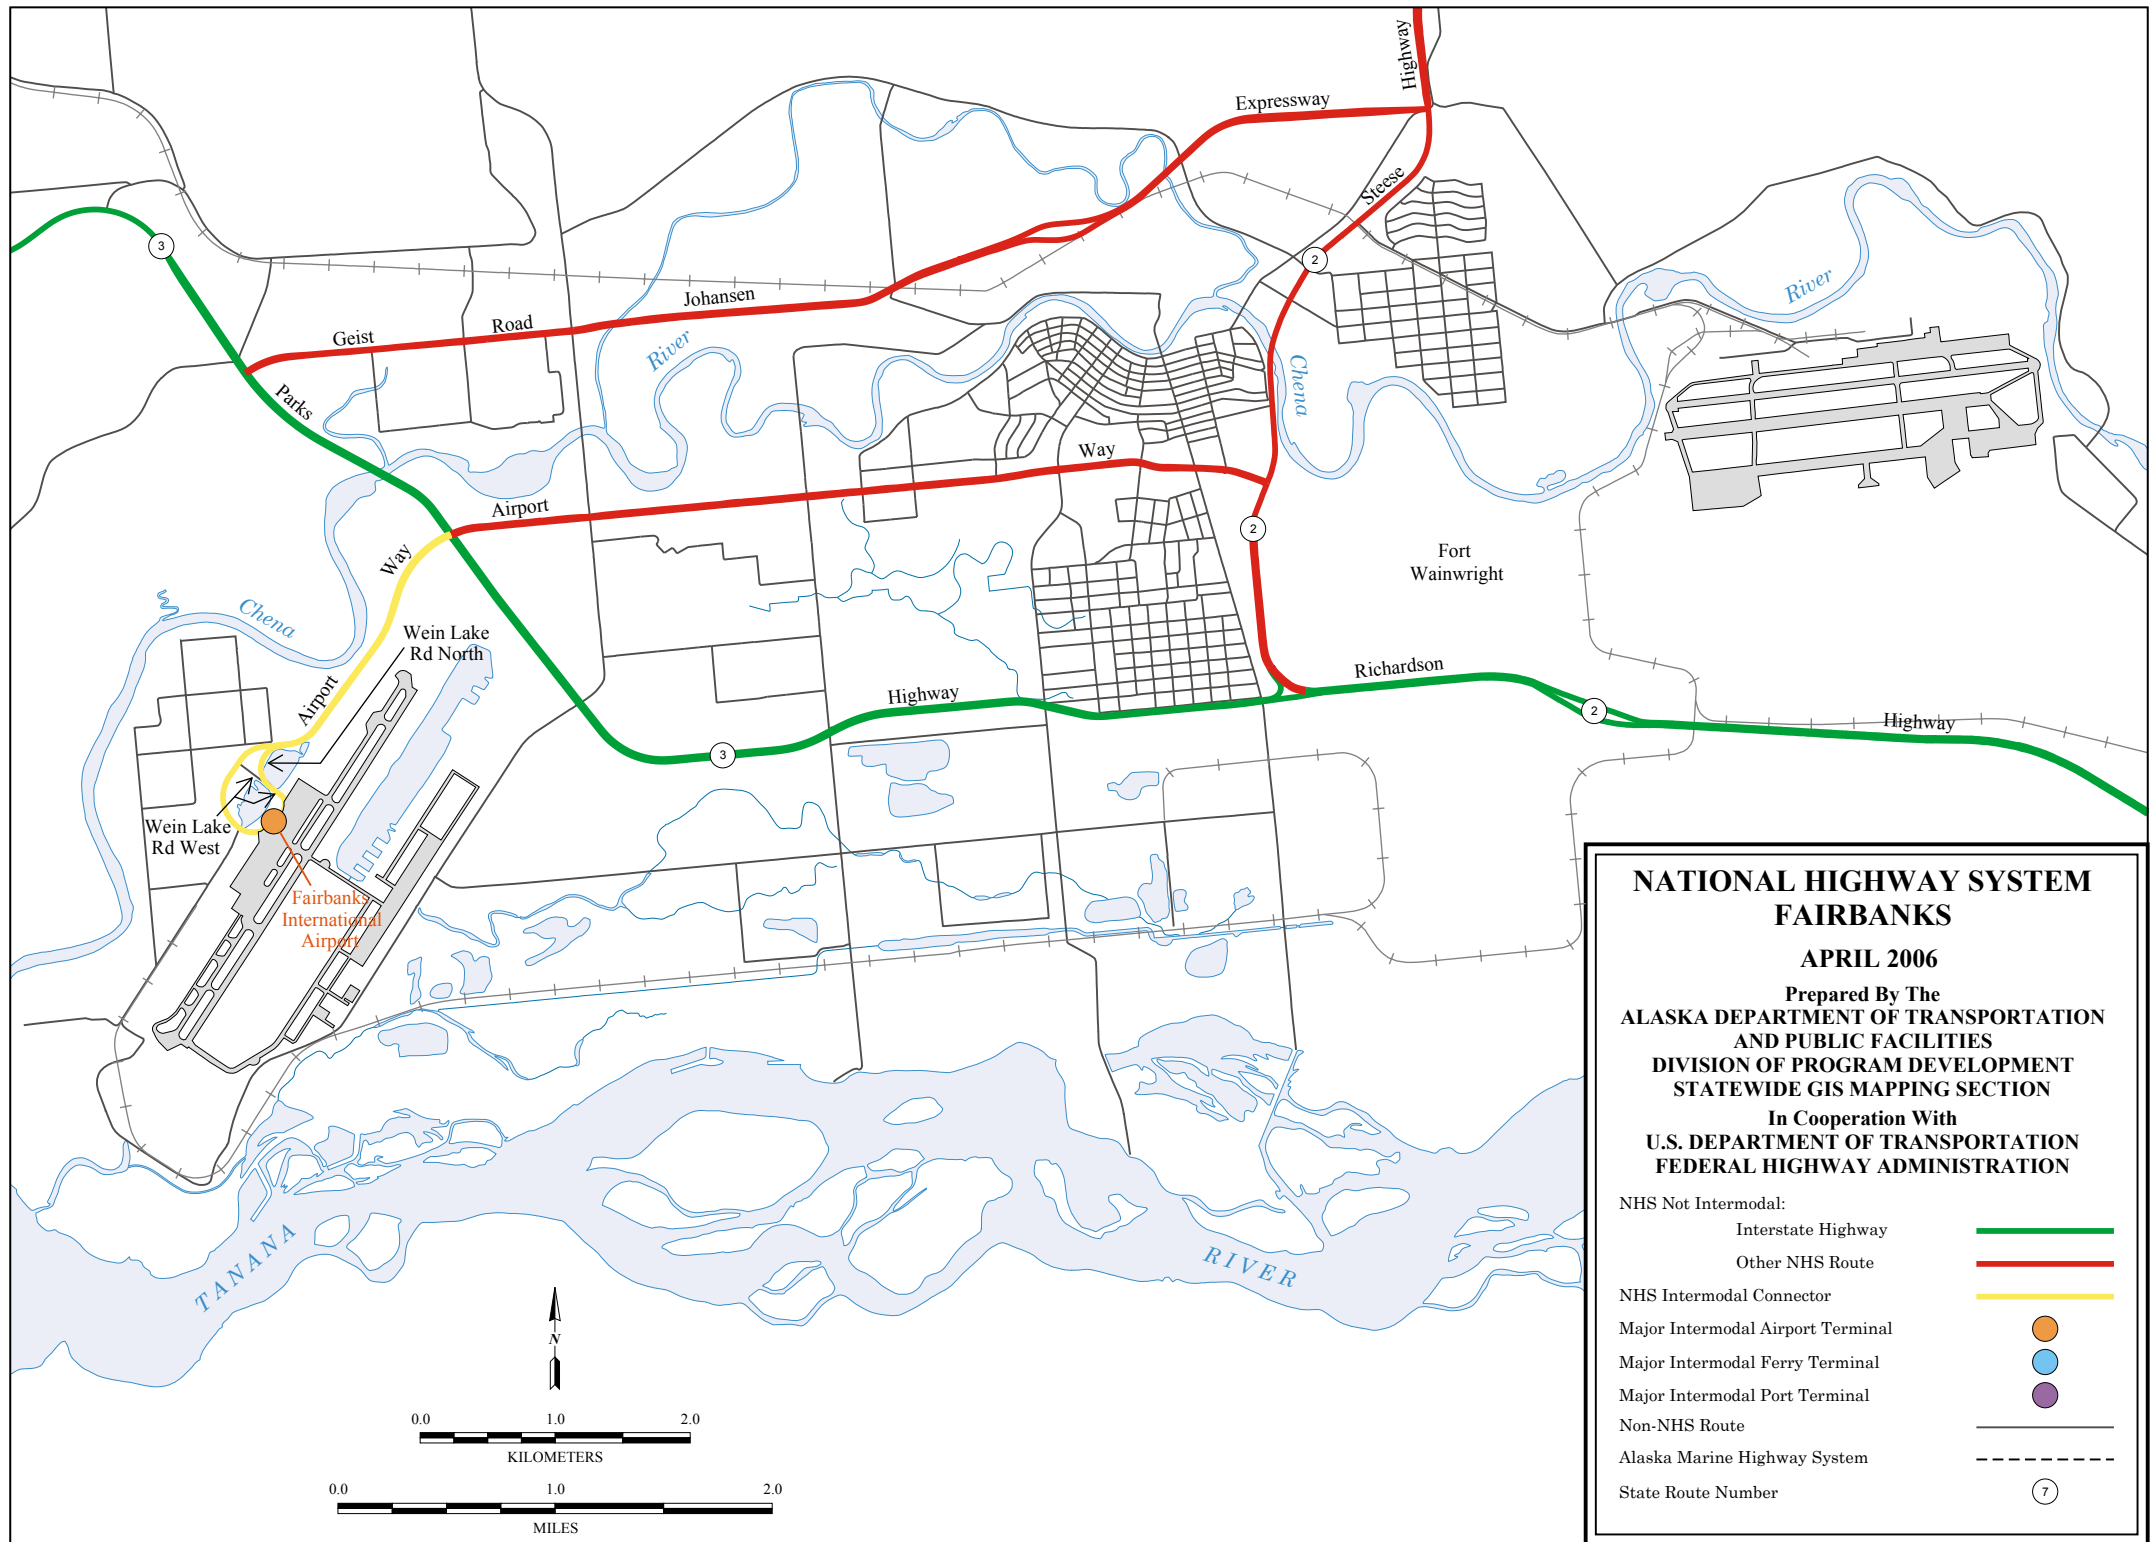 Highway
Expressway
Steese
2
3
Johansen
Road
Geist
River
River
Chena
Parks
Way
Airport
2
Way
Fort
Wainwright
Chena
Wein Lake
Rd North
Airport
Richardson
Highway
2
Highway
3
Wein Lake
Rd West
Fairbanks
International
Airport
TANANA
RIVER
N
0.0 1.0 2.0
KILOMETERS
0.0 1.0 2.0
MILES
NATIONAL HIGHWAY SYSTEM
FAIRBANKS
APRIL 2006
Prepared By The
ALASKA DEPARTMENT OF TRANSPORTATION
AND PUBLIC FACILITIES
DIVISION OF PROGRAM DEVELOPMENT
STATEWIDE GIS MAPPING SECTION
In Cooperation With
U.S. DEPARTMENT OF TRANSPORTATION
FEDERAL HIGHWAY ADMINISTRATION
NHS Not Intermodal:
Interstate Highway
Other NHS Route
NHS Intermodal Connector
Major Intermodal Airport Terminal
Major Intermodal Ferry Terminal
Major Intermodal Port Terminal
Non-NHS Route
Alaska Marine Highway System
State Route Number 7